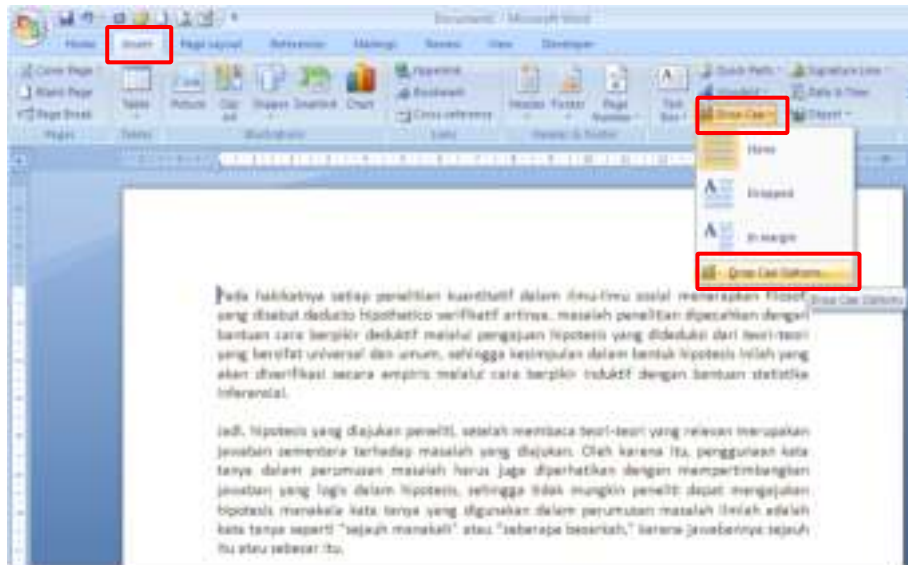 Document1 - Microsoft Word
Home Insert Page Layout References Mailings Review View Developer
Cover Page
Blank Page
Page Break
Table
Picture Clip Art Shapes SmartArt Chart
Hyperlink
Bookmark
Cross-reference
Header Footer Page Number
Text Box
Quick Parts
WordArt
Drop Cap
Signature Line
Date & Time
Object
Pages Tables Illustrations Links Header & Footer
None
Dropped
In margin
Drop Cap Options...
Drop Cap Options
Pada hakikatnya setiap penelitian kuantitatif dalam ilmu-ilmu sosial menerapkan filosofi
yang disebut deducto hipothetico verifikatif artinya, masalah penelitian dipecahkan dengan
bantuan cara berpikir deduktif melalui pengajuan hipotesis yang dideduksi dari teori-teori
yang bersifat universal dan umum, sehingga kesimpulan dalam bentuk hipotesis inilah yang
akan diverifikasi secara empiris melalui cara berpikir induktif dengan bantuan statistika
inferensial.
Jadi, hipotesis yang diajukan peneliti, setelah membaca teori-teori yang relevan merupakan
jawaban sementara terhadap masalah yang diajukan. Oleh karena itu, penggunaan kata
tanya dalam perumusan masalah harus juga diperhatikan dengan mempertimbangkan
jawaban yang logis dalam hipotesis, sehingga tidak mungkin peneliti dapat mengajukan
hipotesis manakala kata tanya yang digunakan dalam perumusan masalah ilmiah adalah
kata tanya seperti "sejauh manakah" atau "seberapa besarkah," karena jawabannya sejauh
itu atau sebesar itu.